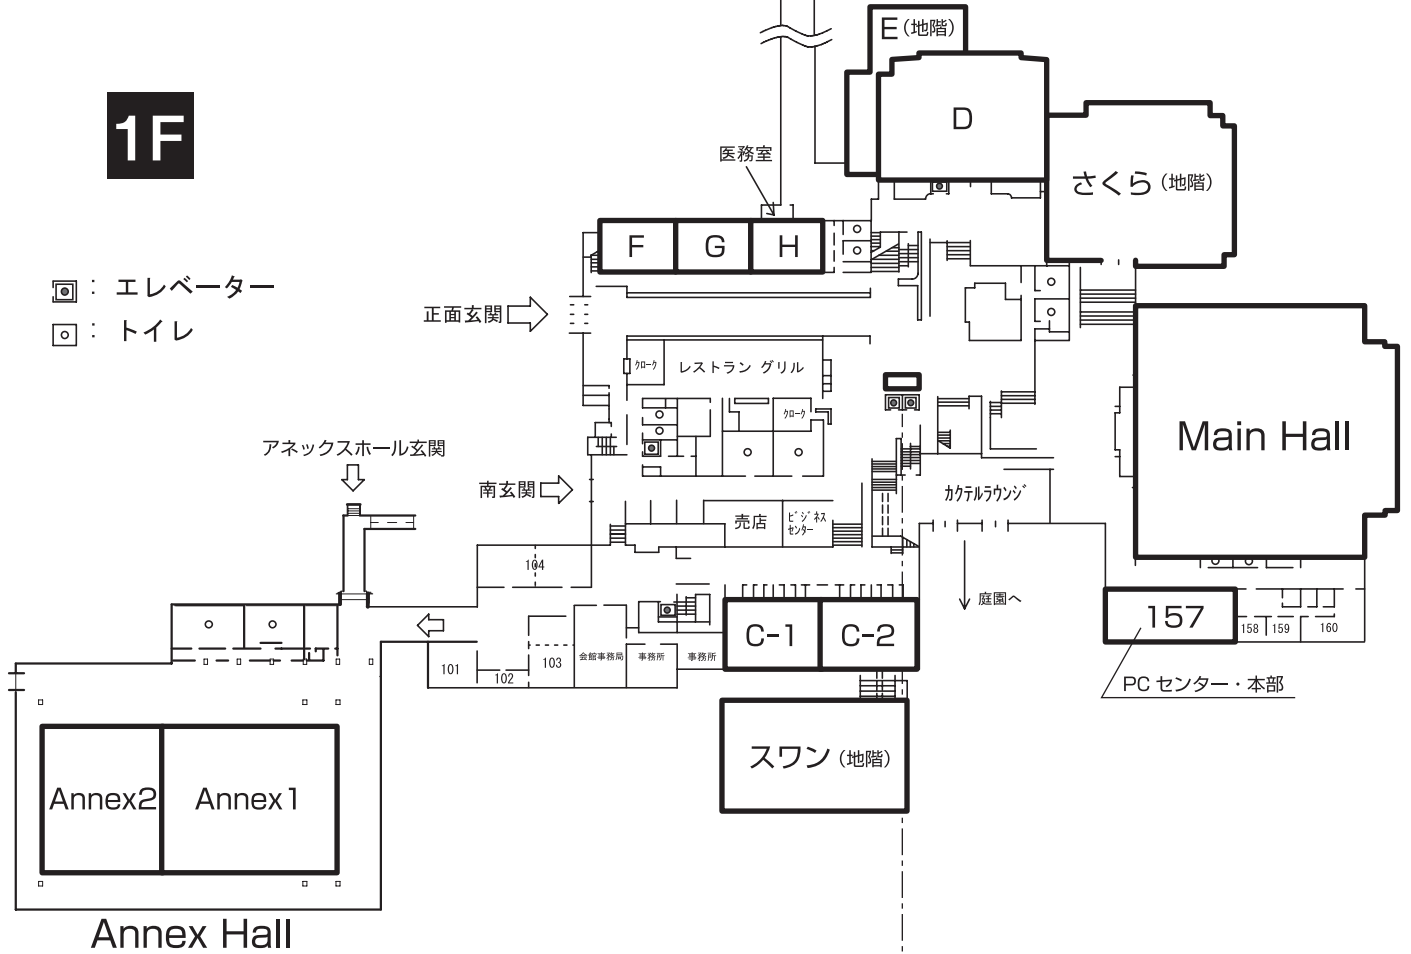 1F
E（地階）
D
医務室
さくら（地階）
F
G
H
：エレベーター
：トイレ
正面玄関
クローク
レストラン グリル
クローク
Main Hall
アネックスホール玄関
南玄関
カクテルラウンジ
売店
ビジネス
センター
104
庭園へ
C-1
C-2
157
158
159
160
101
102
103
会館事務局
事務所
事務所
PC センター・本部
スワン（地階）
Annex2
Annex1
Annex Hall